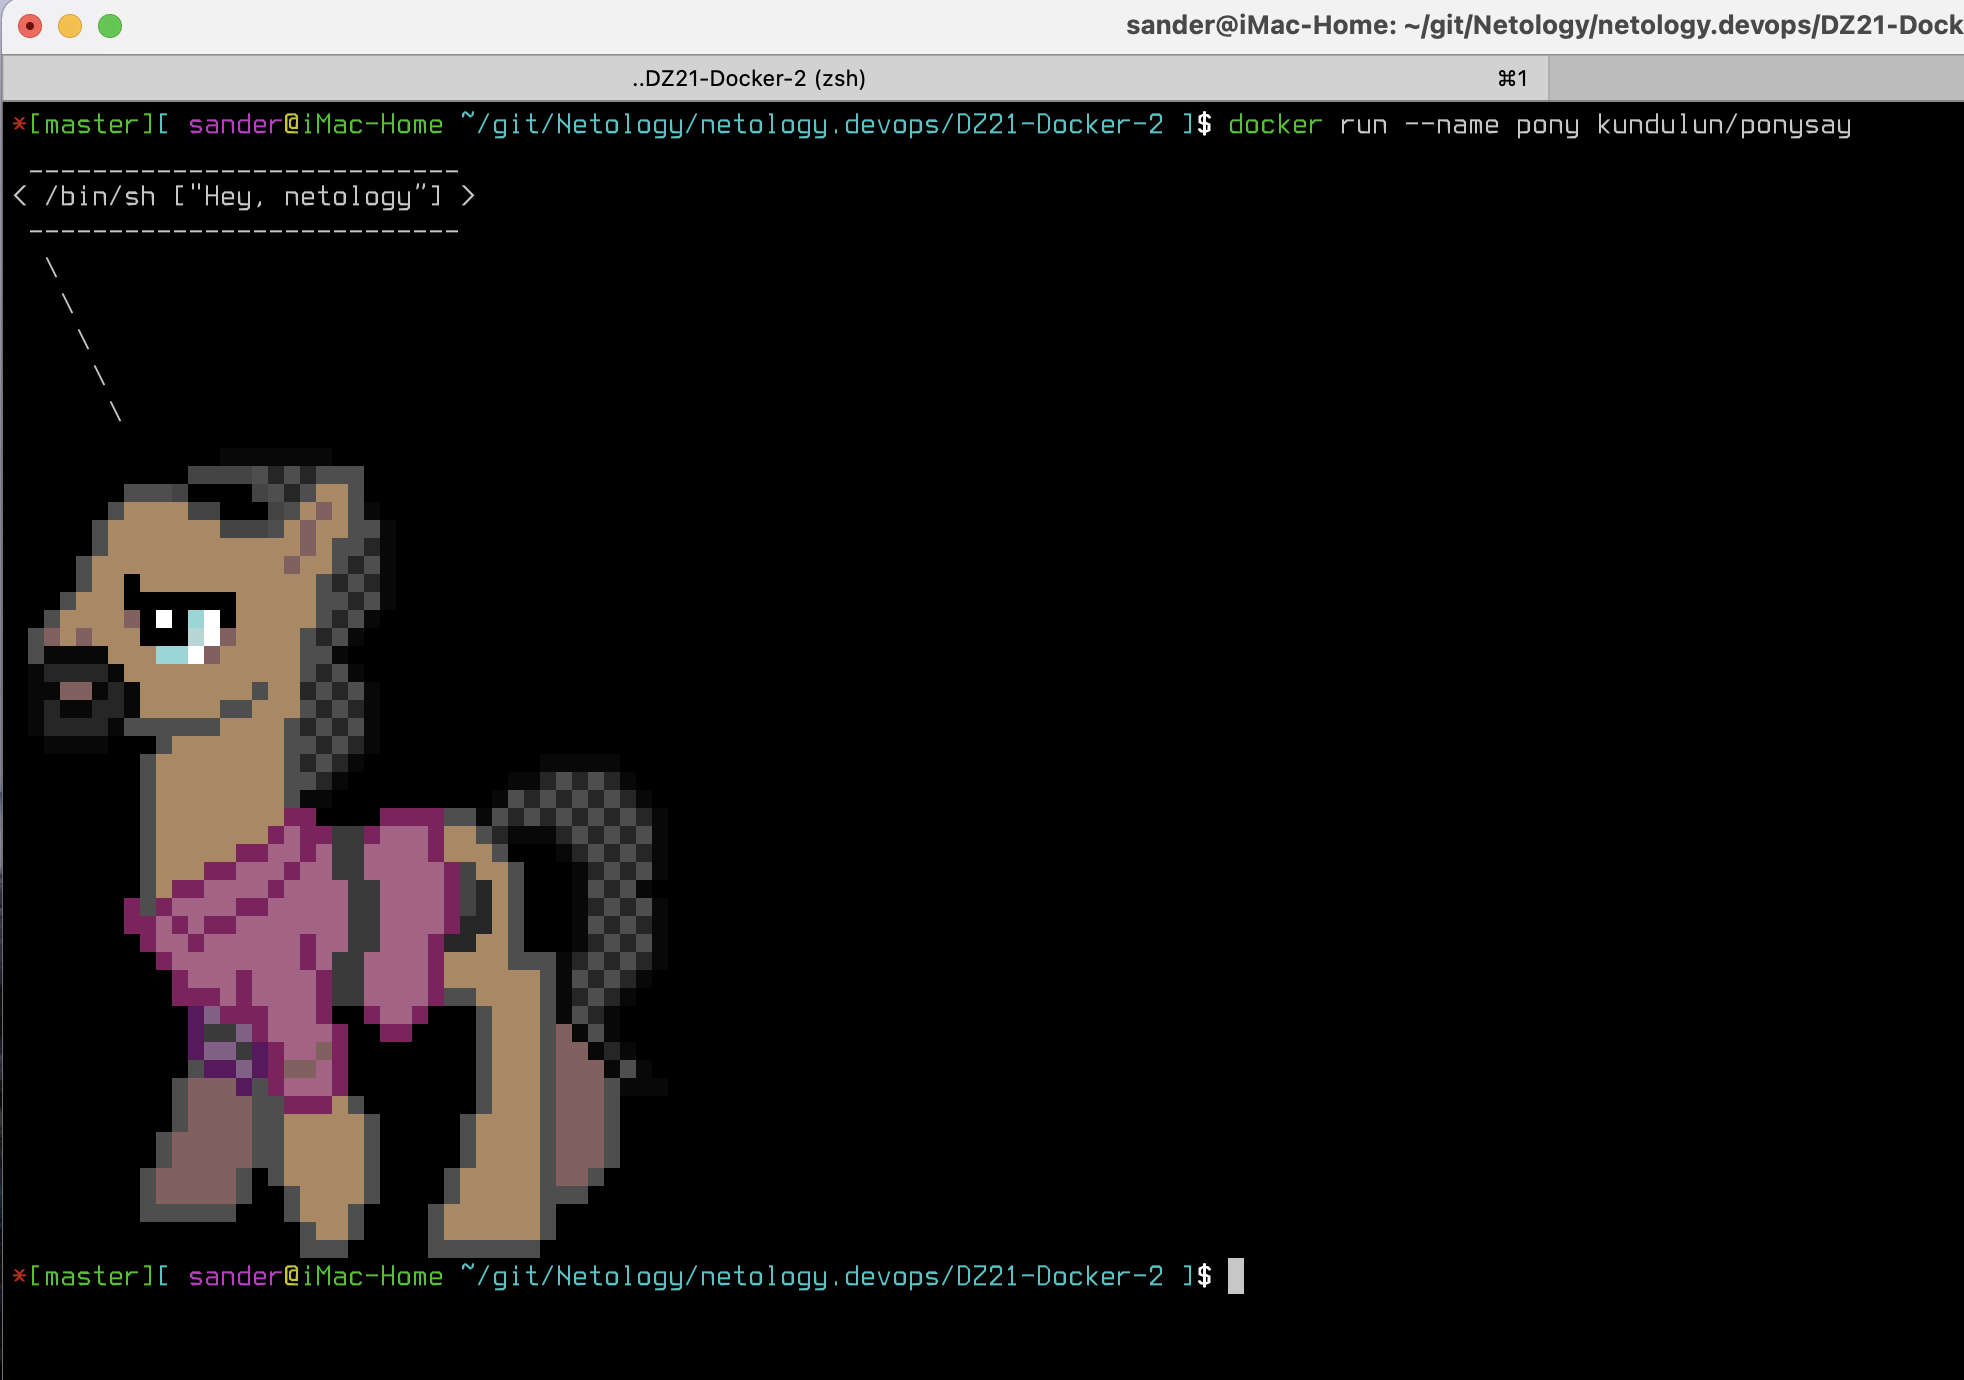 sander@iMac-Home: ~/git/Netology/netology.devops/DZ21-Dock
..DZ21-Docker-2 (zsh) ⌘1
*[master][ sander@iMac-Home ~/git/Netology/netology.devops/DZ21-Docker-2 ]$ docker run --name pony kundulun/ponysay
< /bin/sh ["Hey, netology”] >
*[master][ sander@iMac-Home ~/git/Netology/netology.devops/DZ21-Docker-2 ]$